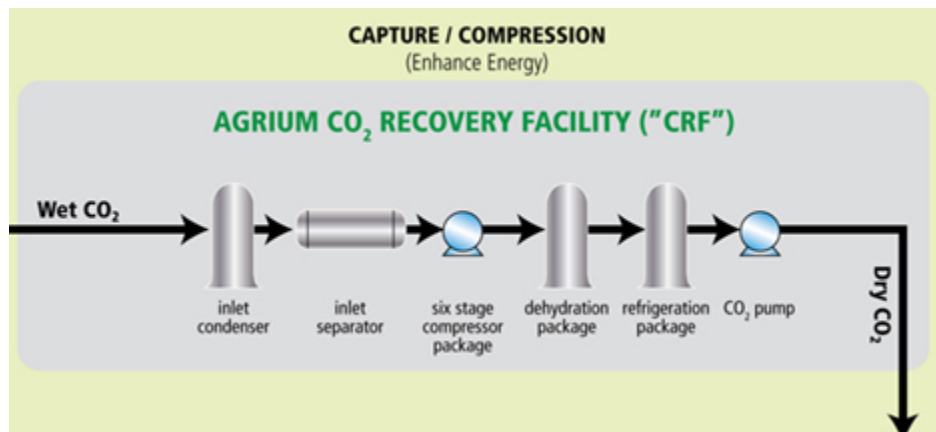 CAPTURE / COMPRESSION
(Enhance Energy)
AGRIUM CO₂ RECOVERY FACILITY ("CRF")
Wet CO₂
inlet
condenser
inlet
separator
six stage
compressor
package
dehydration
package
refrigeration
package
CO₂ pump
Dry CO₂